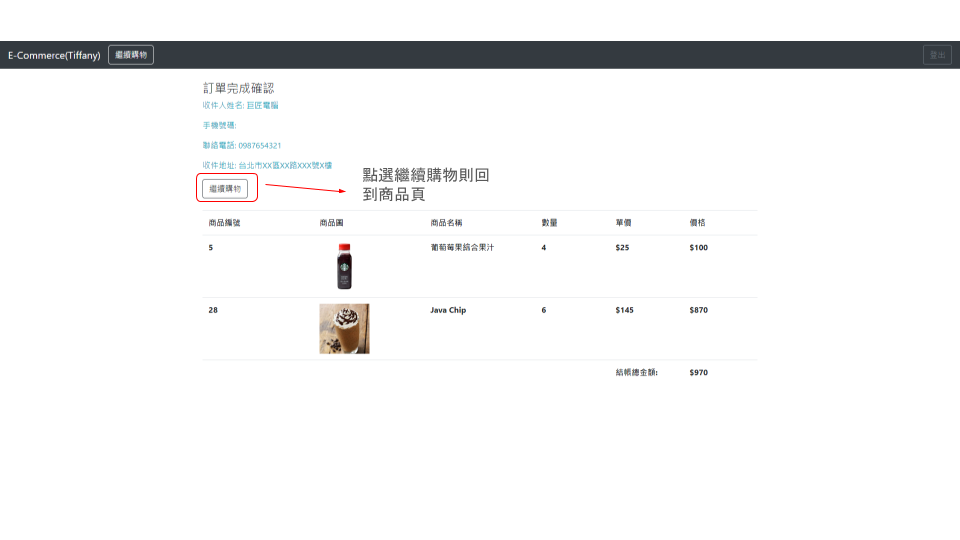 E-Commerce(Tiffany) 繼續購物 登出
訂單完成確認
收件人姓名: 巨匠電腦
手機號碼:
聯絡電話: 0987654321
收件地址: 台北市XX區XX路XXX號X樓
繼續購物
點選繼續購物則回
到商品頁
商品編號 商品圖 商品名稱 數量 單價 價格
5 葡萄莓果綜合果汁 4 $25 $100
28 Java Chip 6 $145 $870
結帳總金額: $970